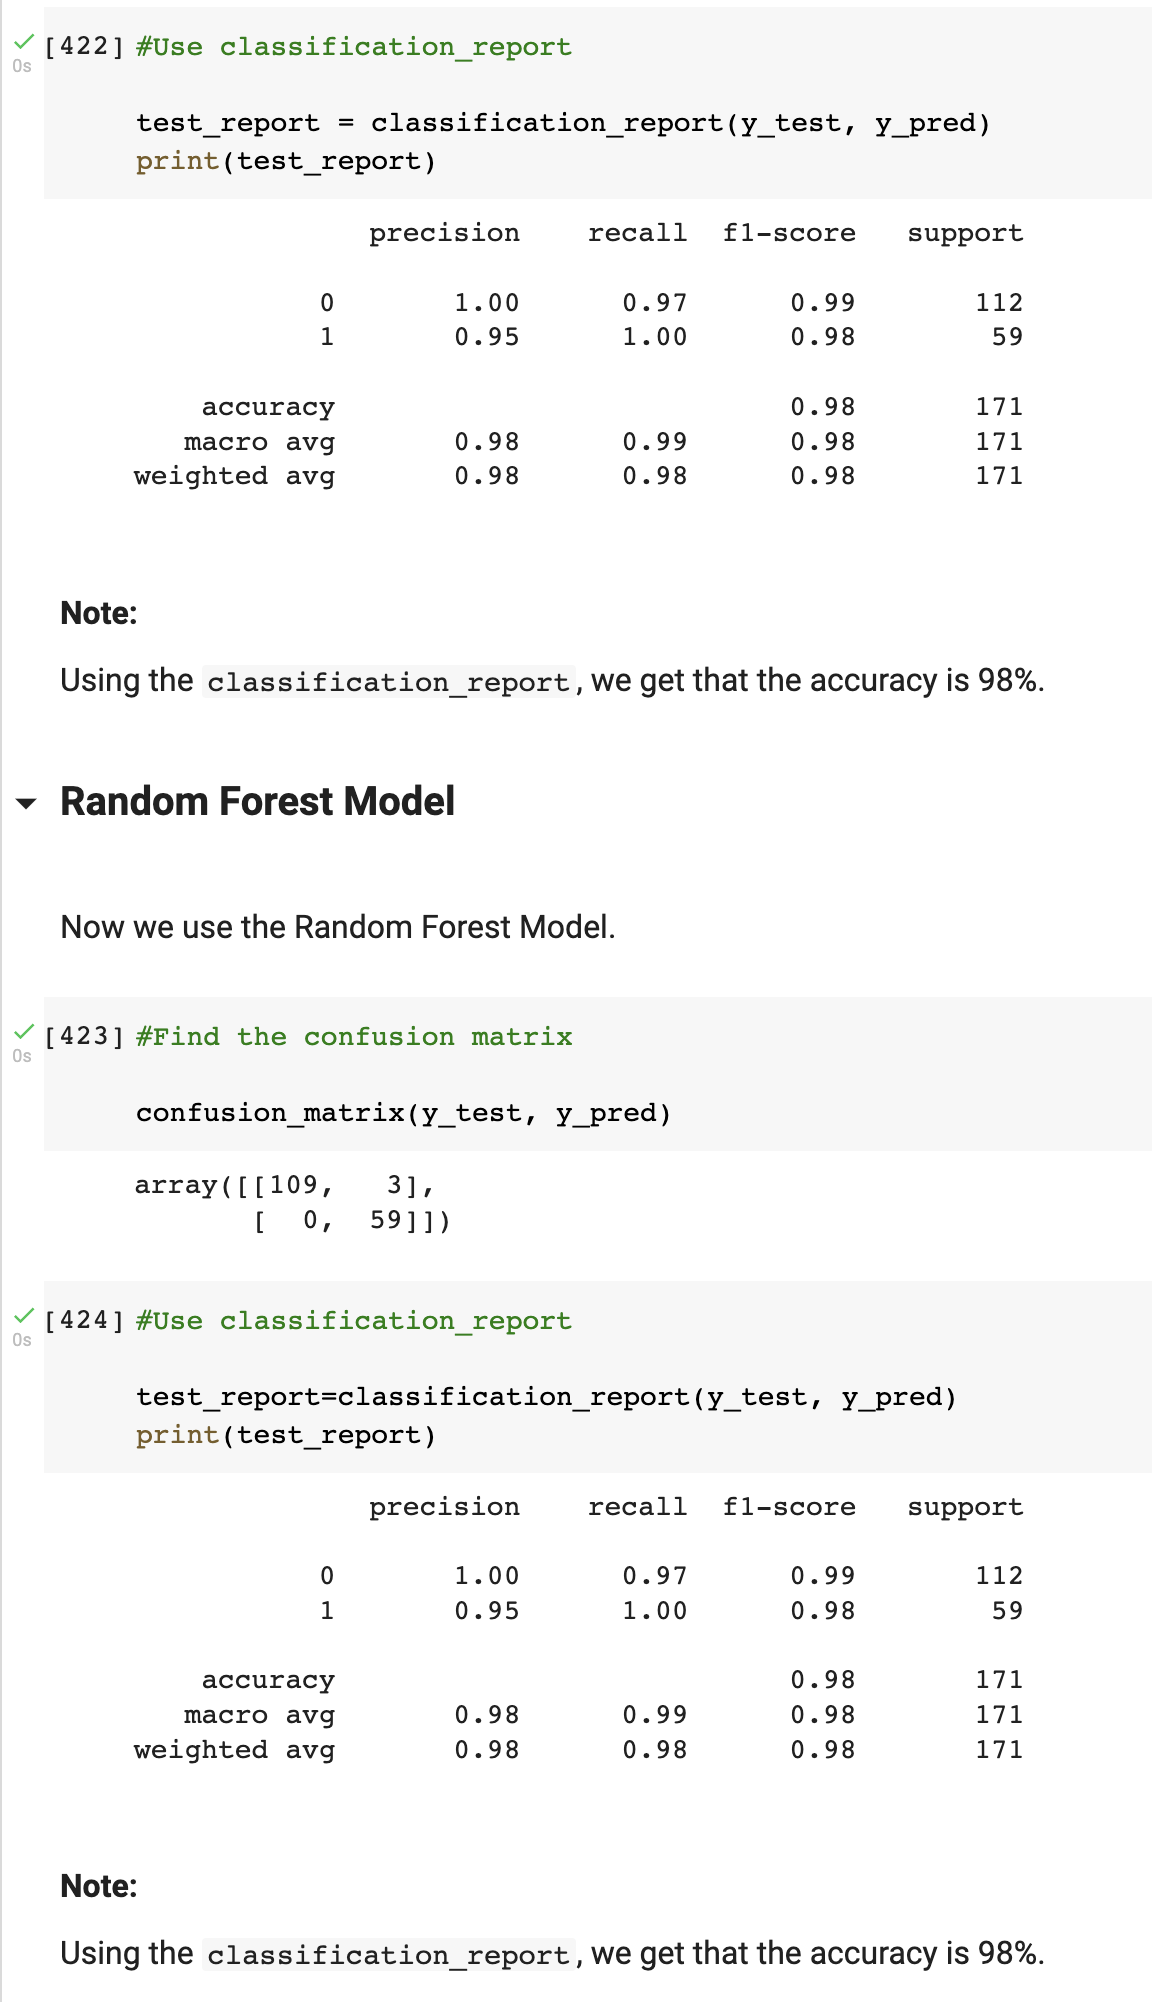 [422] #Use classification_report
0s
test_report = classification_report(y_test, y_pred)
print(test_report)
precision recall f1-score support
0 1.00 0.97 0.99 112
1 0.95 1.00 0.98 59
accuracy 0.98 171
macro avg 0.98 0.99 0.98 171
weighted avg 0.98 0.98 0.98 171
Note:
Using the classification_report, we get that the accuracy is 98%.
Random Forest Model
Now we use the Random Forest Model.
[423] #Find the confusion matrix
0s
confusion_matrix(y_test, y_pred)
array([[109, 3],
[ 0, 59]])
[424] #Use classification_report
0s
test_report=classification_report(y_test, y_pred)
print(test_report)
precision recall f1-score support
0 1.00 0.97 0.99 112
1 0.95 1.00 0.98 59
accuracy 0.98 171
macro avg 0.98 0.99 0.98 171
weighted avg 0.98 0.98 0.98 171
Note:
Using the classification_report, we get that the accuracy is 98%.